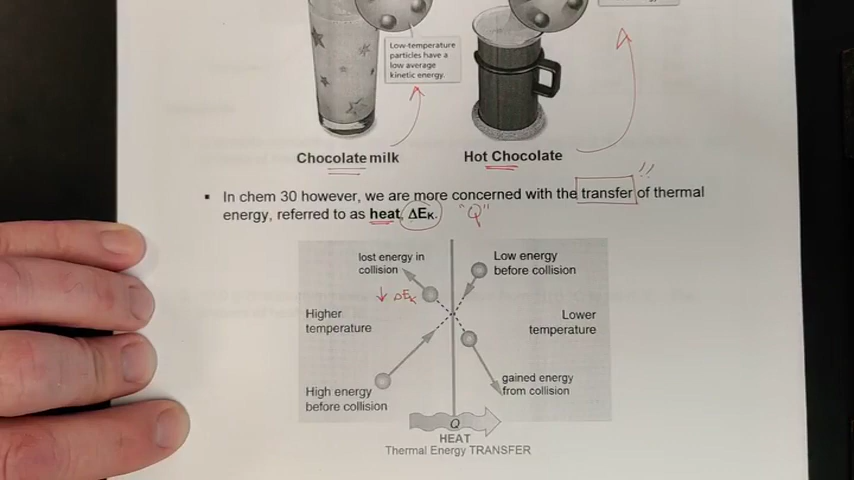 Low-temperature
particles have a
low average
kinetic energy.
Chocolate milk
Hot Chocolate
!!
▪ In chem 30 however, we are more concerned with the transfer of thermal
energy, referred to as heat, ΔEK. "Q"
lost energy in
collision
Low energy
before collision
↓ ΔEK
Higher
temperature
Lower
temperature
High energy
before collision
gained energy
from collision
Q
HEAT
Thermal Energy TRANSFER